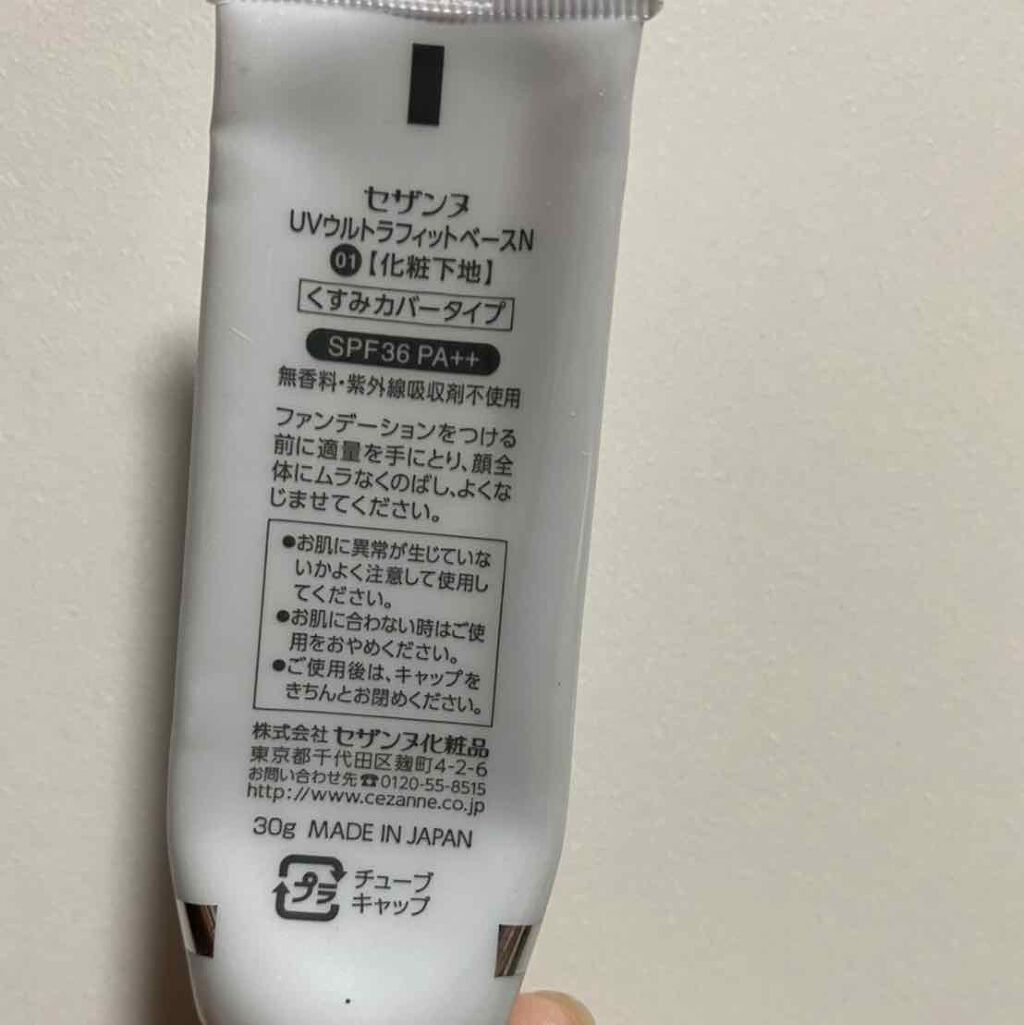 セザンヌ
UVウルトラフィットベースN
01【化粧下地】
くすみカバータイプ
SPF36 PA++
無香料・紫外線吸収剤不使用
ファンデーションをつける
前に適量を手にとり、顔全
体にムラなくのばし、よくな
じませてください。
●お肌に異常が生じていな
いかよく注意して使用し
てください。
●お肌に合わない時はご使
用をおやめください。
●ご使用後は、キャップを
きちんとお閉めください。
株式会社 セザンヌ化粧品
東京都千代田区麹町4-2-6
お問い合わせ先☎0120-55-8515
http://www.cezanne.co.jp
30g MADE IN JAPAN
プラ チューブ
キャップ